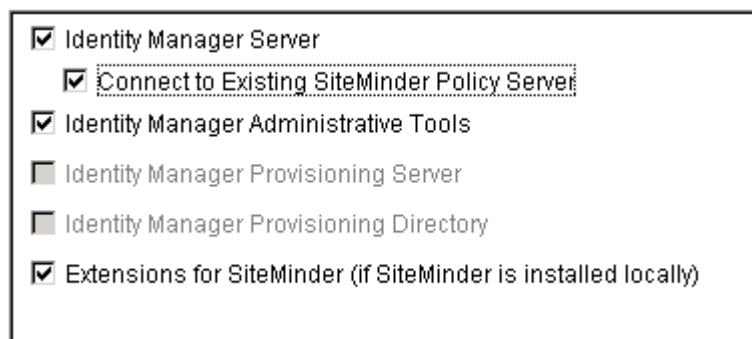 Identity Manager Server
Connect to Existing SiteMinder Policy Server
Identity Manager Administrative Tools
Identity Manager Provisioning Server
Identity Manager Provisioning Directory
Extensions for SiteMinder (if SiteMinder is installed locally)